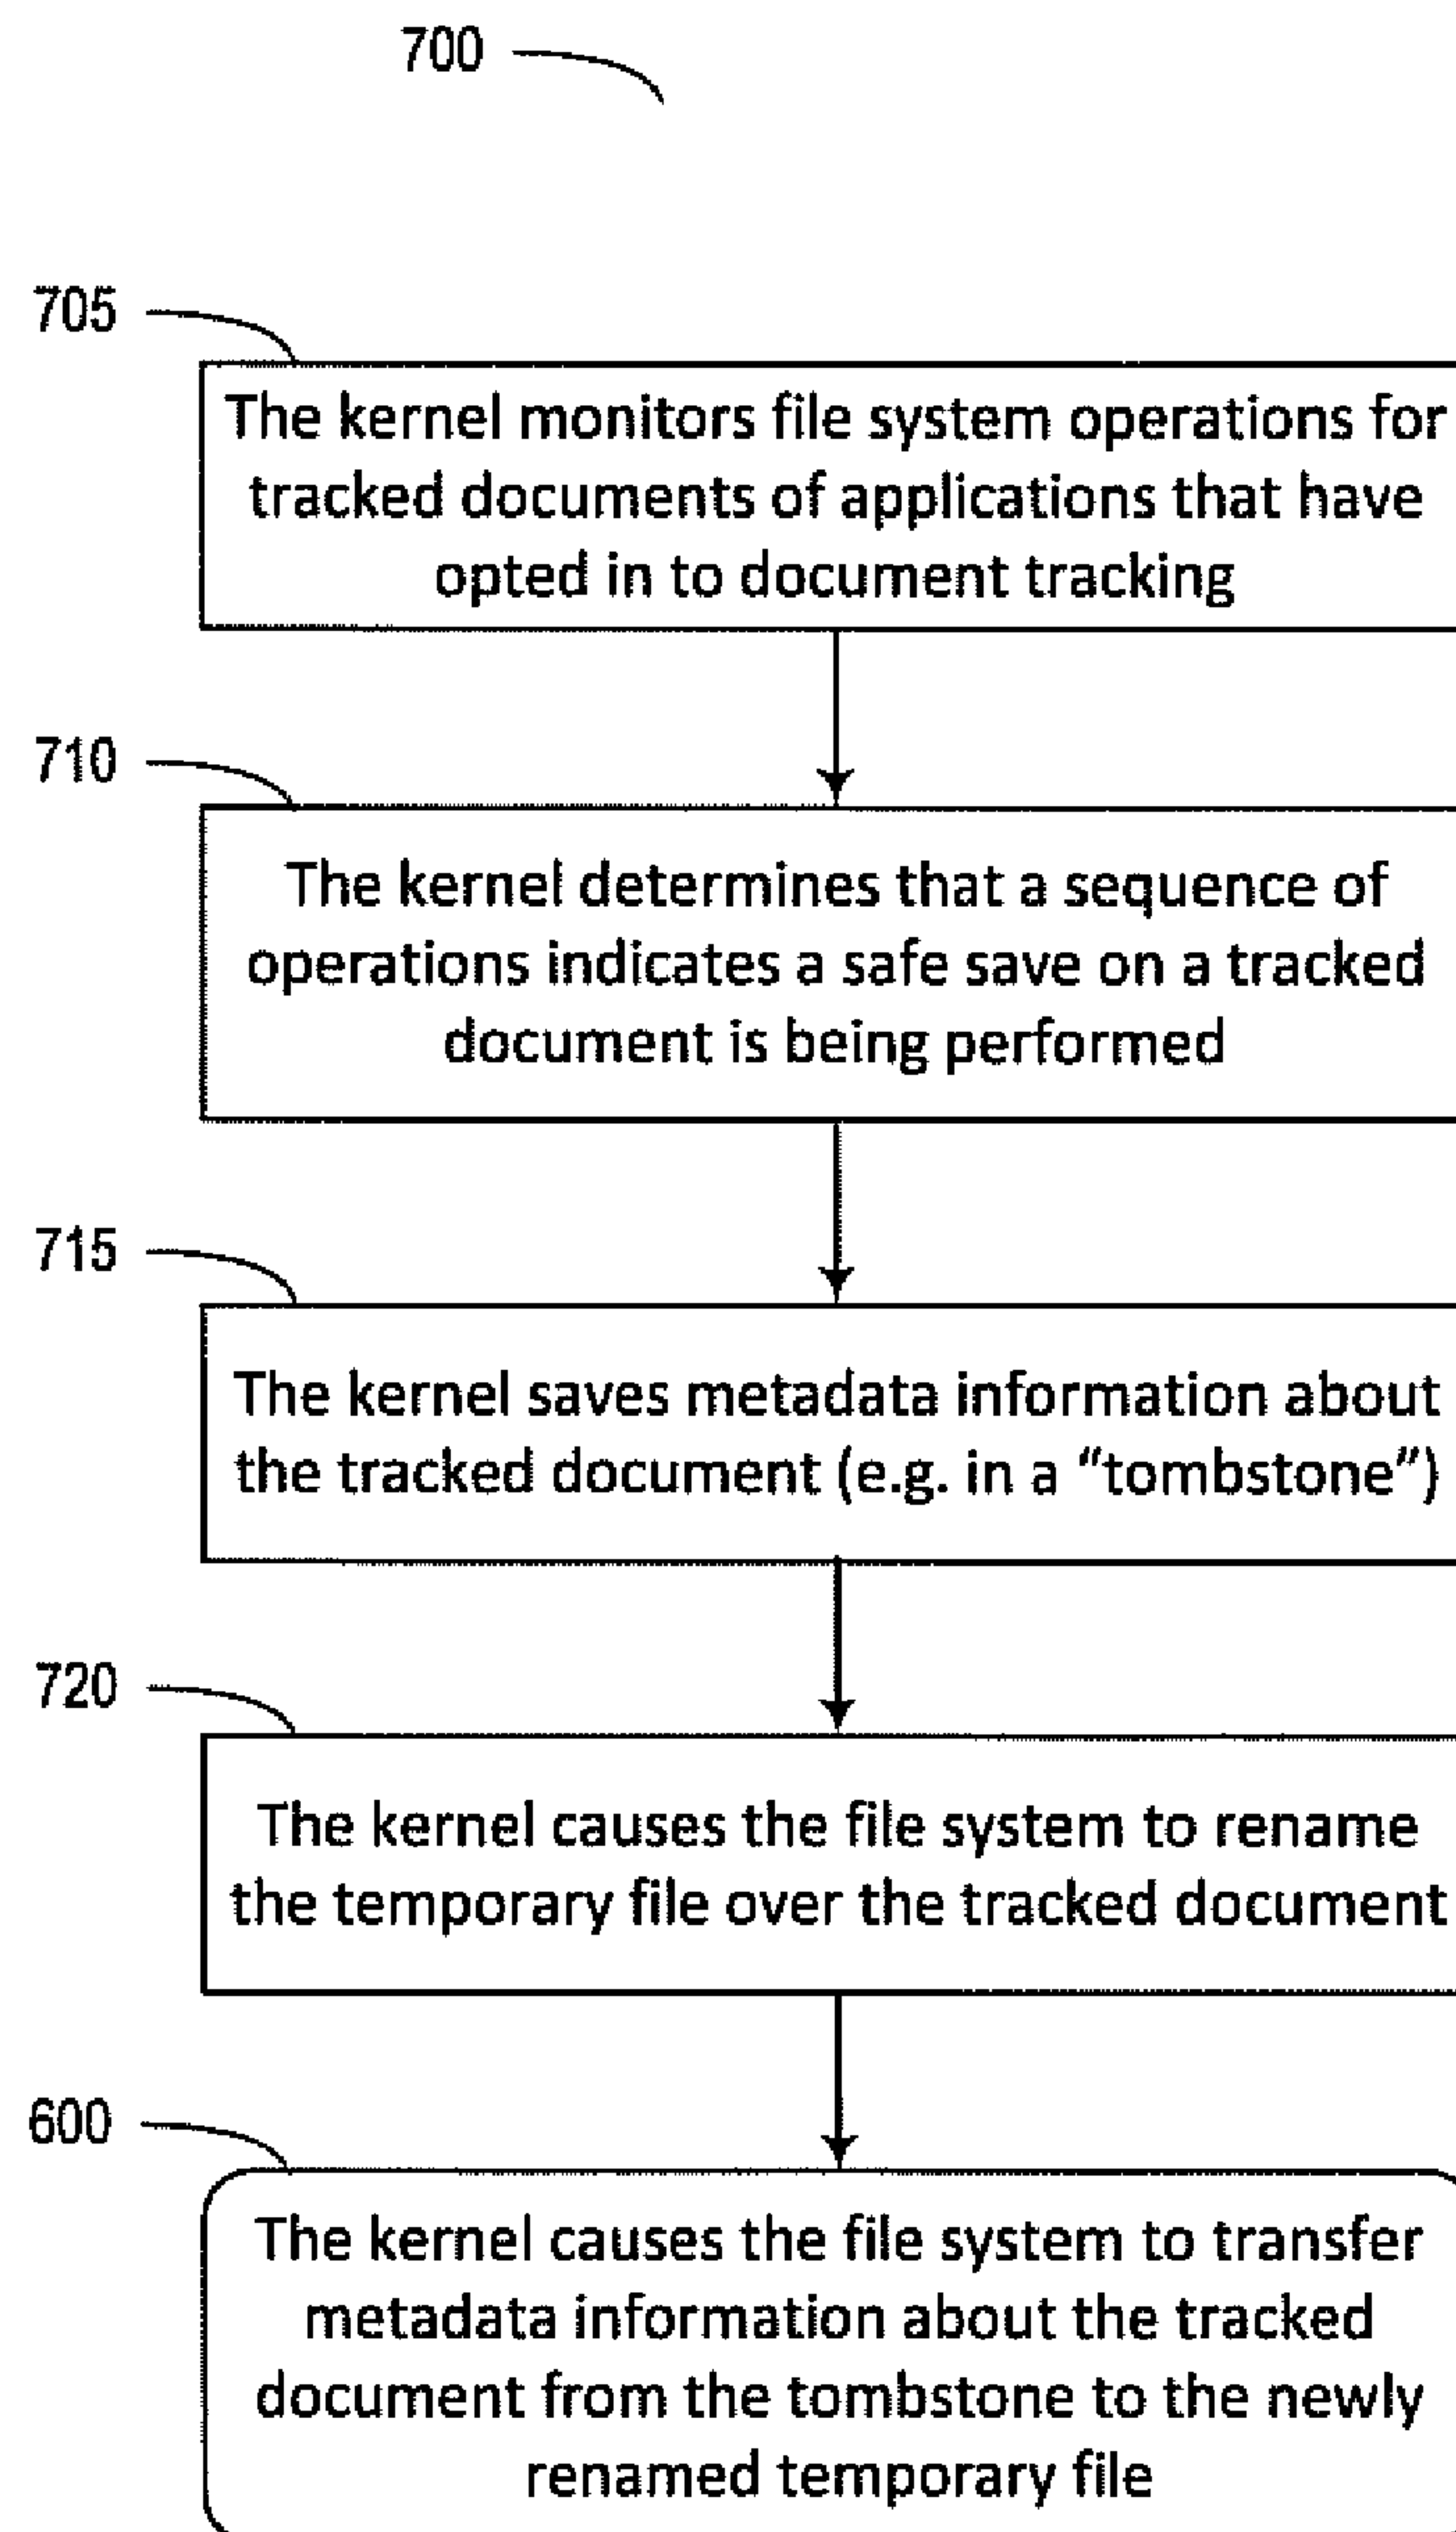 700
705
The kernel monitors file system operations for
tracked documents of applications that have
opted in to document tracking
710
The kernel determines that a sequence of
operations indicates a safe save on a tracked
document is being performed
715
The kernel saves metadata information about
the tracked document (e.g. in a “tombstone”)
720
The kernel causes the file system to rename
the temporary file over the tracked document
600
The kernel causes the file system to transfer
metadata information about the tracked
document from the tombstone to the newly
renamed temporary file